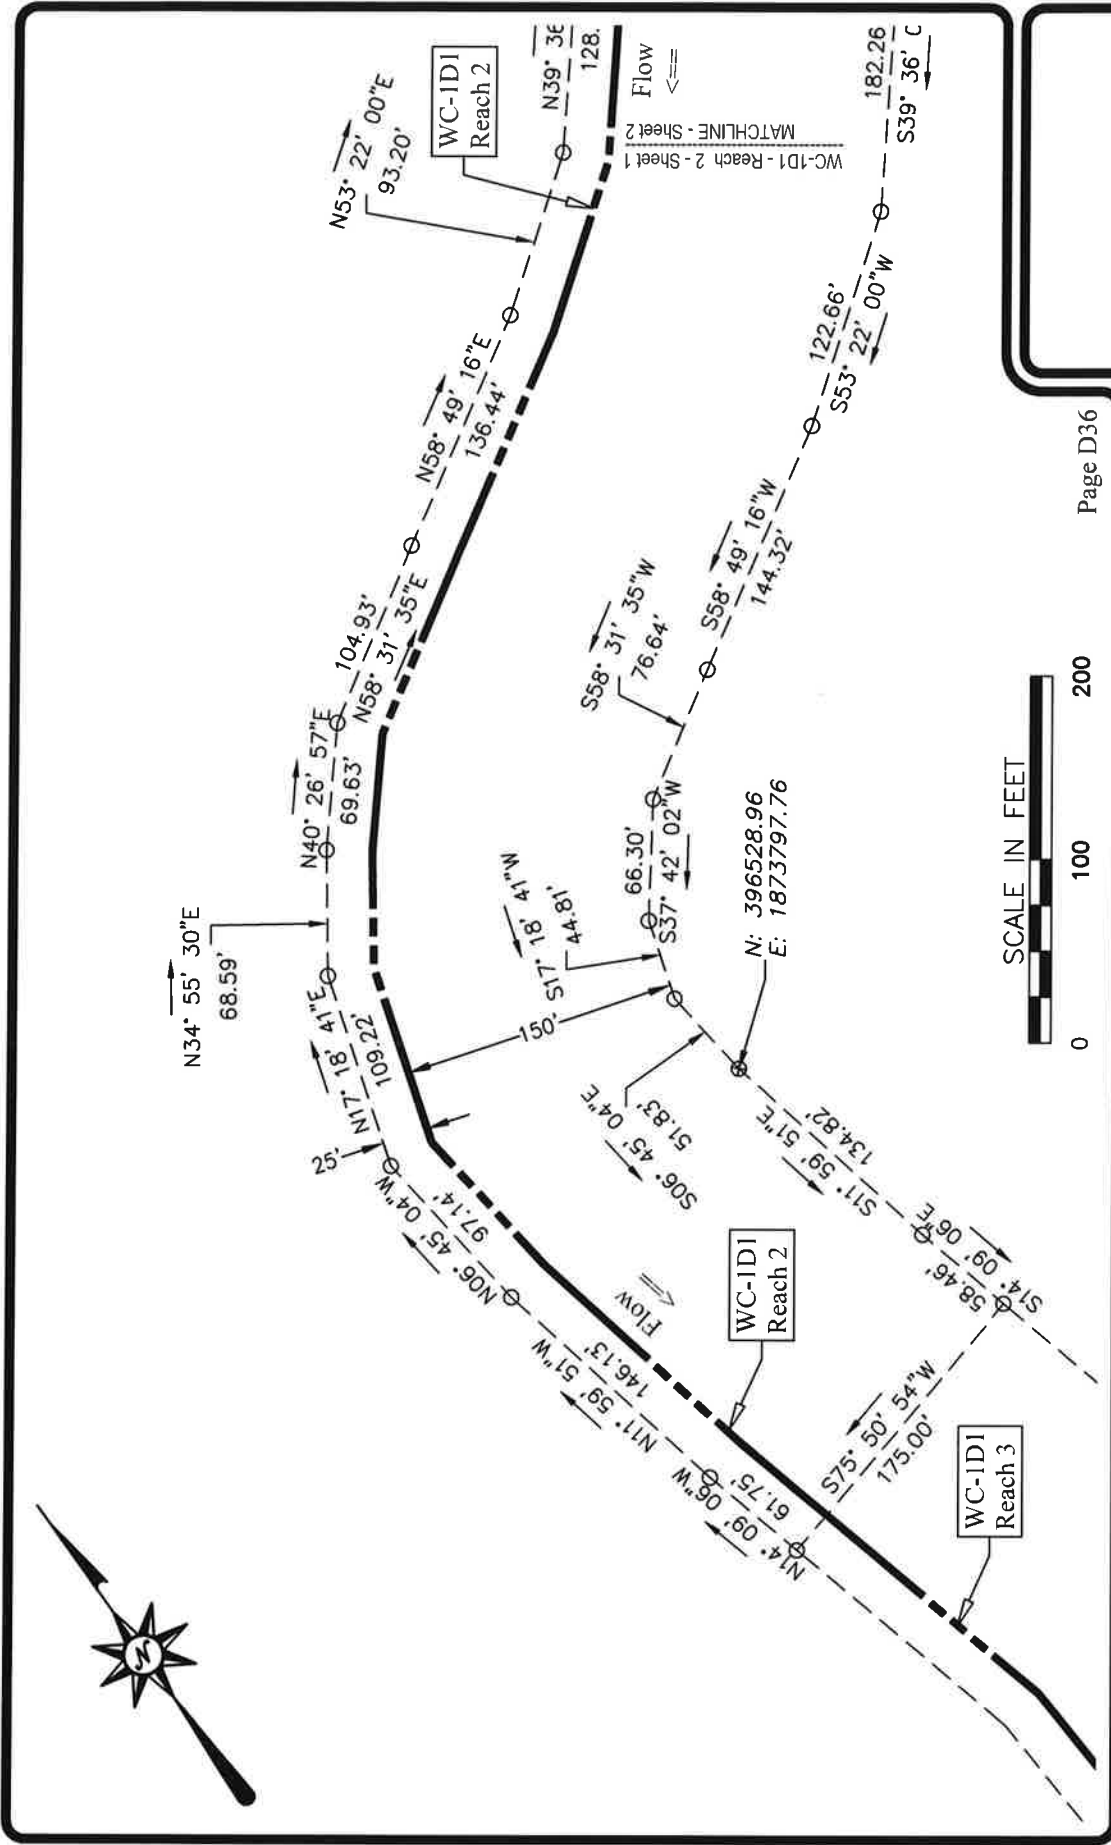 N39° 36
128.
WC-1D1
Reach 2
N53° 22' 00"E
93.20'
Flow
<==
MATCHLINE - Sheet 2
WC-1D1 - Reach 2 - Sheet 1
182.26
S39° 36' C
N58° 49' 16"E
136.44'
122.66'
S53° 22' 00"W
104.93'
N58° 31' 35"E
S58° 49' 16"W
144.32'
S58° 31' 35"W
76.64'
N40° 26' 57"E
69.63'
66.30'
S37° 42' 02"W
N34° 55' 30"E
68.59'
S17° 18' 41"W
44.81'
N: 396528.96
E: 1873797.76
N17° 18' 41"E
109.22'
150'
25'
S06° 45' 04"E
51.83'
N06° 45' 04"W
97.14'
S11° 59' 51"E
134.82'
Flow
<==
WC-1D1
Reach 2
N11° 59' 51"W
146.13'
58.46'
S14° 09' 06"E
N14° 09' 06"W
61.75'
S75° 50' 54"W
175.00'
WC-1D1
Reach 3
N
SCALE IN FEET
0 100 200
Page D36